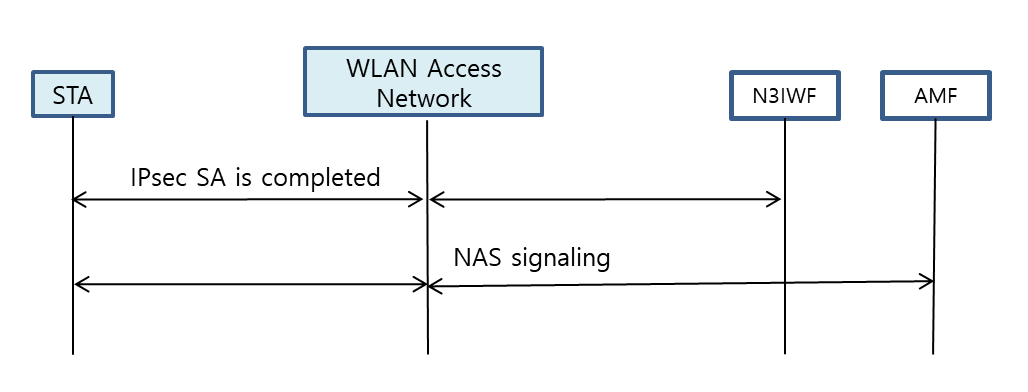 STA
WLAN Access
Network
N3IWF
AMF
IPsec SA is completed
NAS signaling